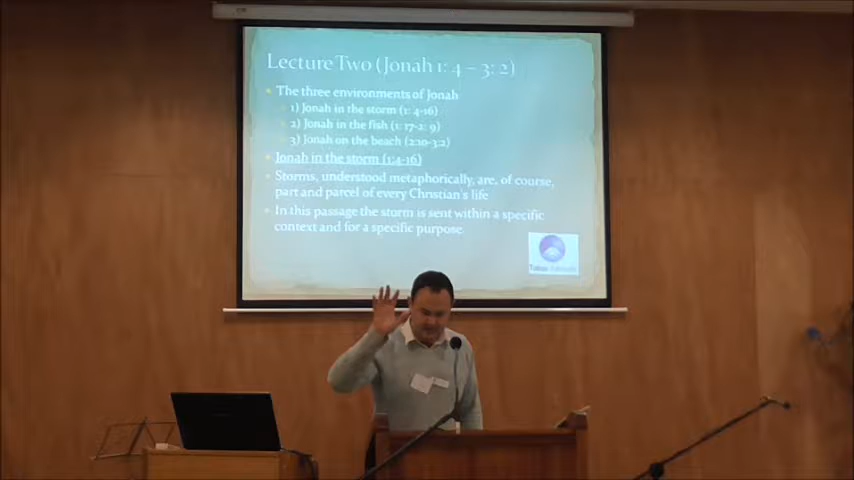 Lecture Two (Jonah 1: 4 – 3: 2)
The three environments of Jonah
1) Jonah in the storm (1: 4-16)
2) Jonah in the fish (1: 17-2: 9)
3) Jonah on the beach (2:10-3:2)
Jonah in the storm (1:4-16)
Storms, understood metaphorically, are, of course,
part and parcel of every Christian's life
In this passage the storm is sent within a specific
context and for a specific purpose.